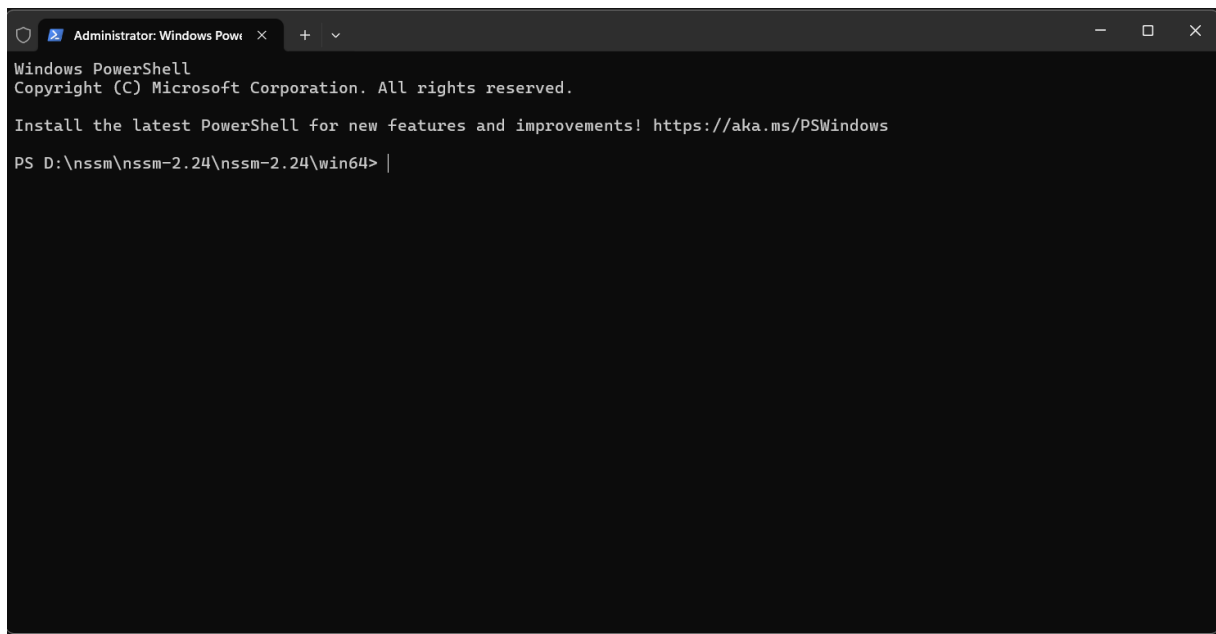 Administrator: Windows Powe
Windows PowerShell
Copyright (C) Microsoft Corporation. All rights reserved.
Install the latest PowerShell for new features and improvements! https://aka.ms/PSWindows
PS D:\nssm\nssm-2.24\nssm-2.24\win64>